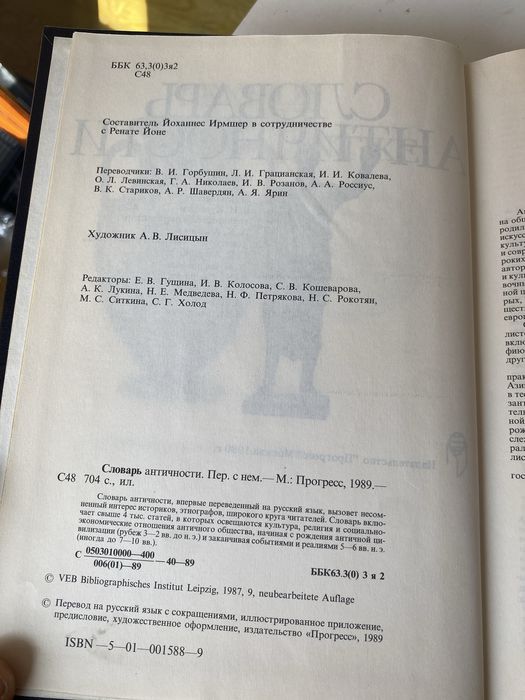 ББК 63,3(0)3я2
С48
Составитель Йоханнес Ирмшер в сотрудничестве
с Ренате Йоне
Переводчики: В. И. Горбушин, Л. И. Грацианская, И. И. Ковалева,
О. Л. Левинская, Г. А. Николаев, И. В. Розанов, А. А. Россиус,
В. К. Стариков, А. Р. Шавердян, А. Я. Ярин
Художник А. В. Лисицын
Редакторы: Е. В. Гущина, И. В. Колосова, С. В. Кошеварова,
А. К. Лукина, Н. Е. Медведева, Н. Ф. Петрякова, Н. С. Рокотян,
М. С. Ситкина, С. Г. Холод
Словарь античности. Пер. с нем.— М.: Прогресс, 1989.—
С48 704 с., ил.
Словарь античности, впервые переведенный на русский язык, вызовет несом-
ненный интерес историков, этнографов, широкого круга читателей. Словарь вклю-
чает свыше 4 тыс. статей, в которых освещаются культура, религия и социально-
экономические отношения античного общества, начиная с рождения античной ци-
вилизации (рубеж 3—2 вв. до н. э.) и заканчивая событиями и реалиями 5—6 вв. н. э.
(иногда до 7—10 вв.).
С 0503010000—400
006(01)—89
—40—89
ББК63.3(0) 3 я 2
© VEB Bibliographisches Institut Leipzig, 1987, 9, neubearbeitete Auflage
© Перевод на русский язык с сокращениями, иллюстрированное приложение,
предисловие, художественное оформление, издательство «Прогресс», 1989
ISBN —5—01—001588—9